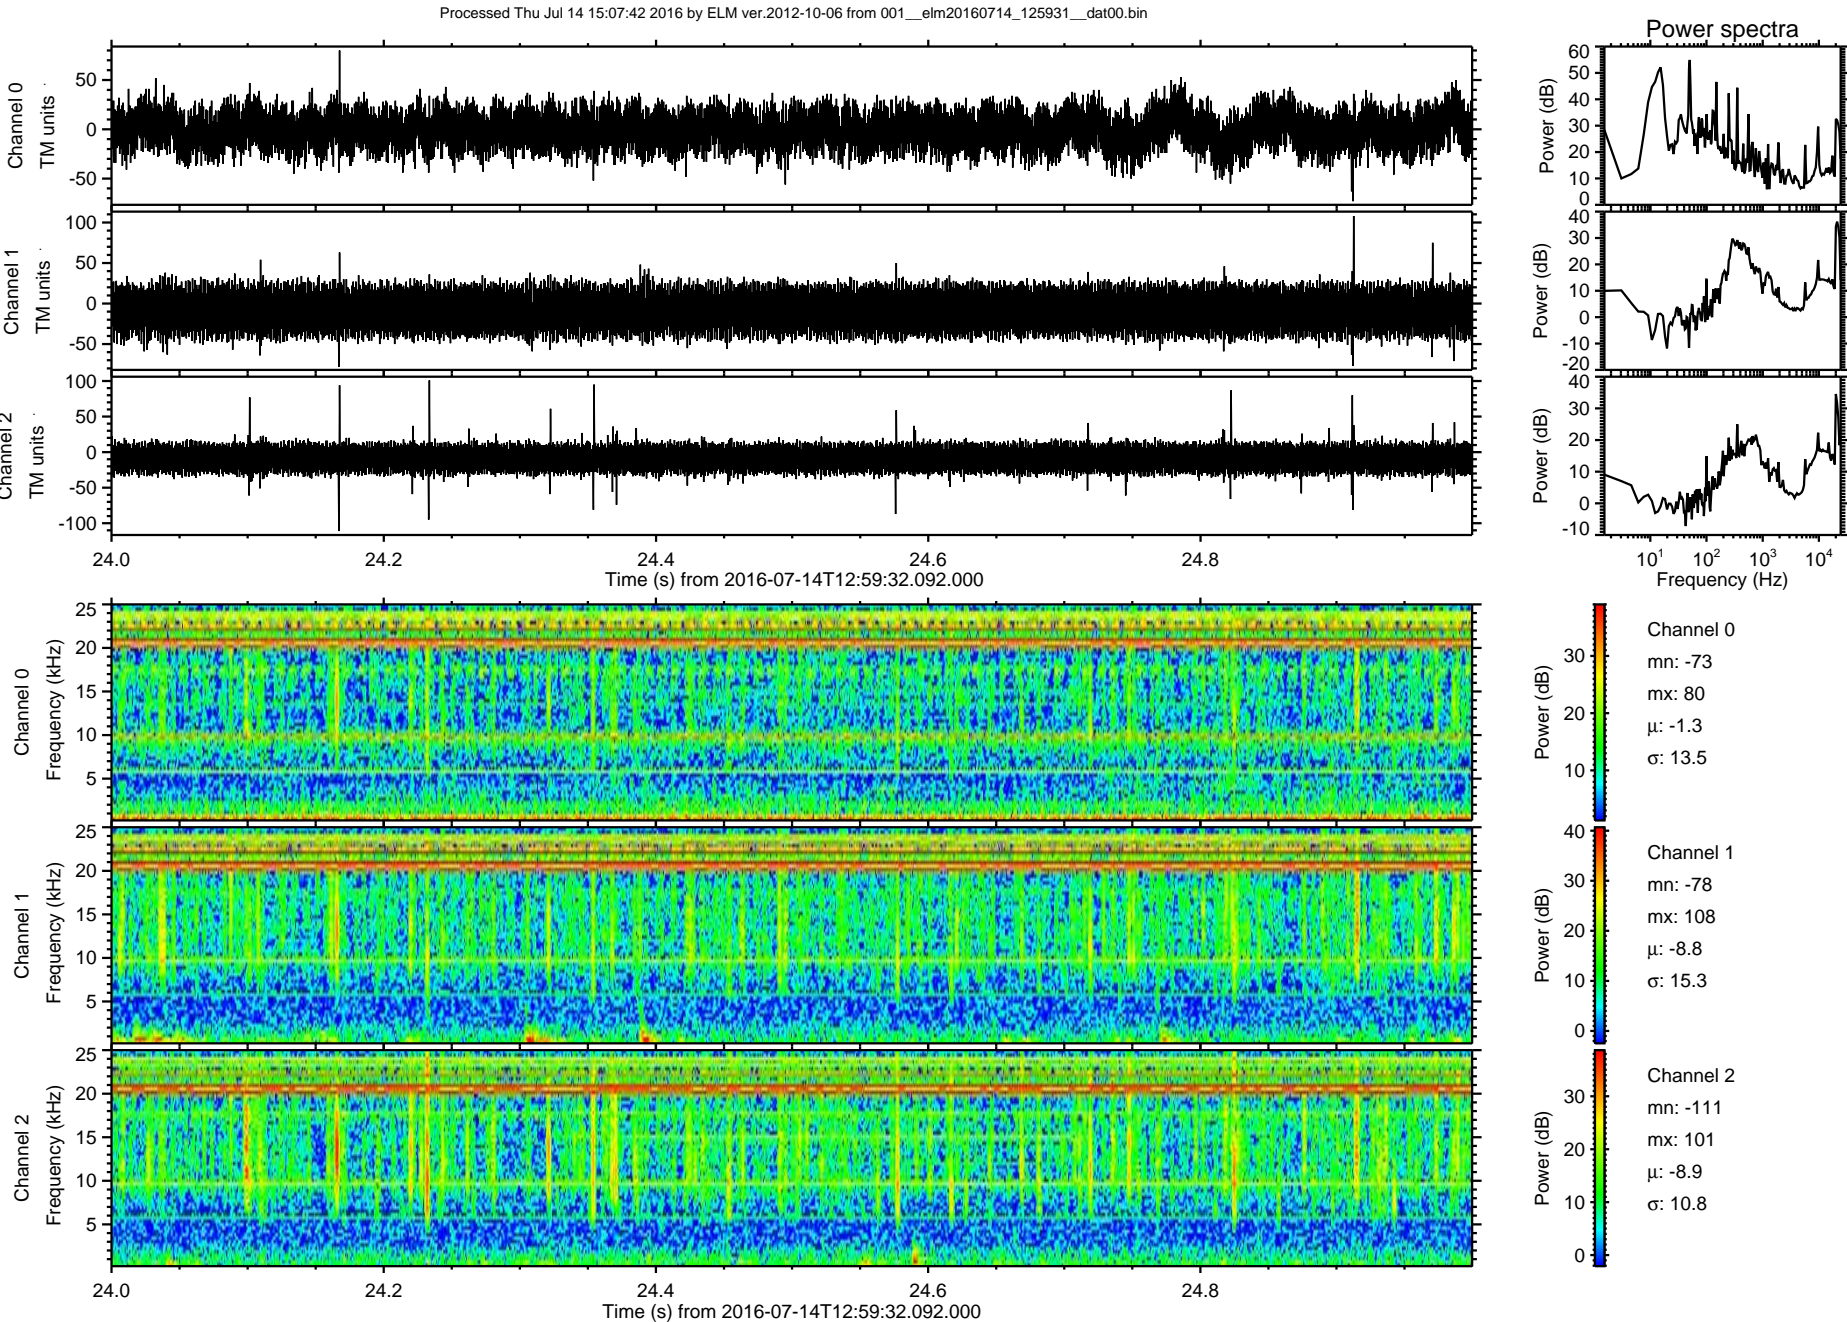 Processed Thu Jul 14 15:07:42 2016 by ELM ver.2012-10-06 from 001__elm20160714_125931__dat00.bin
Power spectra
Channel 0
TM units
50
0
-50
Power (dB)
60
50
40
30
20
10
0
Channel 1
TM units
100
50
0
-50
Power (dB)
40
30
20
10
0
-10
-20
Channel 2
TM units
100
50
0
-50
-100
Power (dB)
40
30
20
10
0
-10
24.0 24.2 24.4 24.6 24.8
Time (s) from 2016-07-14T12:59:32.092.000
10¹ 10² 10³ 10⁴
Frequency (Hz)
Channel 0
Frequency (kHz)
25
20
15
10
5
Power (dB)
30
20
10
Channel 0
mn: -73
mx: 80
μ: -1.3
σ: 13.5
Channel 1
Frequency (kHz)
25
20
15
10
5
Power (dB)
40
30
20
10
0
Channel 1
mn: -78
mx: 108
μ: -8.8
σ: 15.3
Channel 2
Frequency (kHz)
25
20
15
10
5
Power (dB)
30
20
10
0
Channel 2
mn: -111
mx: 101
μ: -8.9
σ: 10.8
24.0 24.2 24.4 24.6 24.8
Time (s) from 2016-07-14T12:59:32.092.000